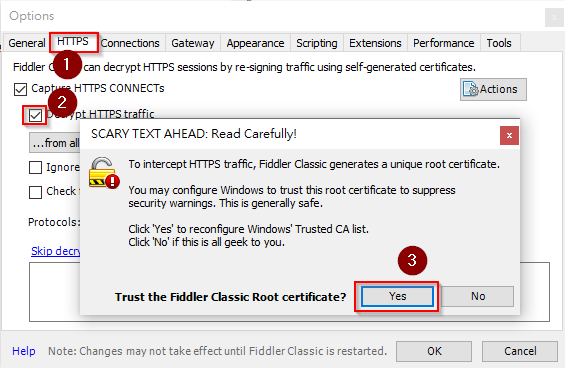 Options
General HTTPS Connections Gateway Appearance Scripting Extensions Performance Tools
1
Fiddler can decrypt HTTPS sessions by re-signing traffic using self-generated certificates.
Capture HTTPS CONNECTs
Actions
2
Decrypt HTTPS traffic
...from all
Ignore
Check
Protocols:
Skip decry
SCARY TEXT AHEAD: Read Carefully!
To intercept HTTPS traffic, Fiddler Classic generates a unique root certificate.
You may configure Windows to trust this root certificate to suppress
security warnings. This is generally safe.
Click 'Yes' to reconfigure Windows' Trusted CA list.
Click 'No' if this is all geek to you.
3
Trust the Fiddler Classic Root certificate? Yes No
Help Note: Changes may not take effect until Fiddler Classic is restarted. OK Cancel